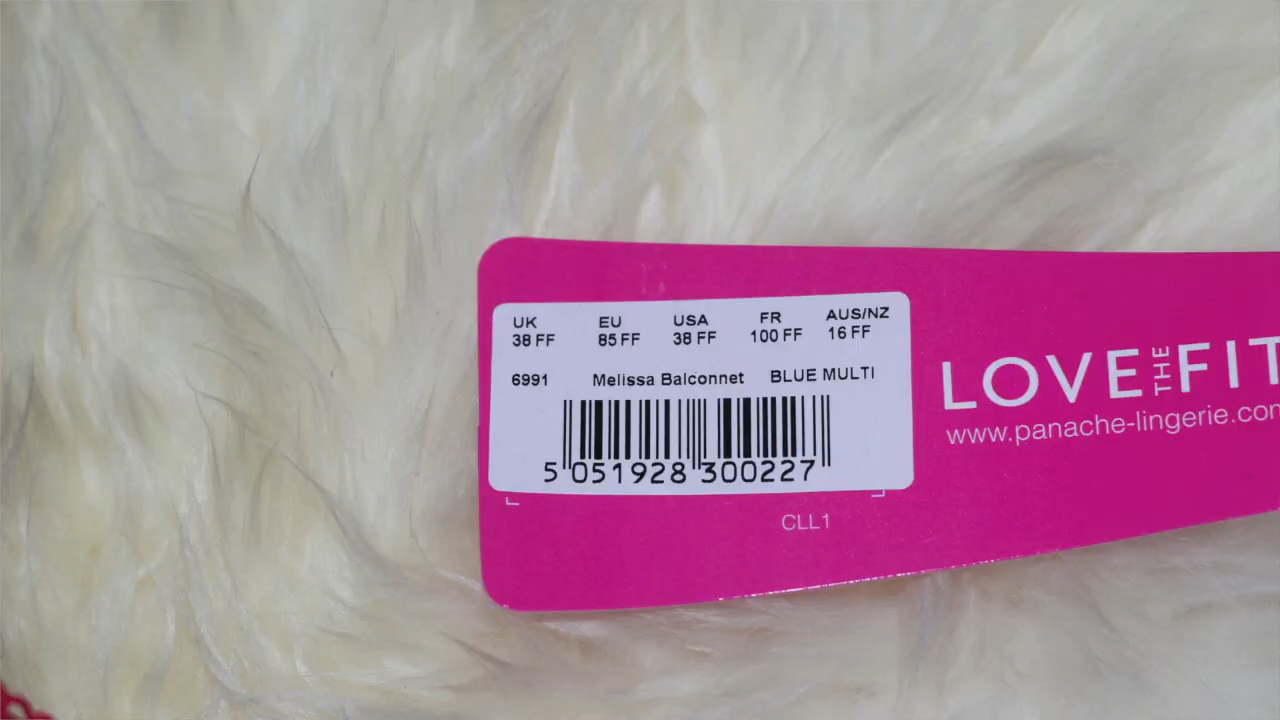 UK EU USA FR AUS/NZ
38 FF 85 FF 38 FF 100 FF 16 FF
6991 Melissa Balconnet BLUE MULTI
5 051928 300227
CLL1
LOVE THE FIT
www.panache-lingerie.com